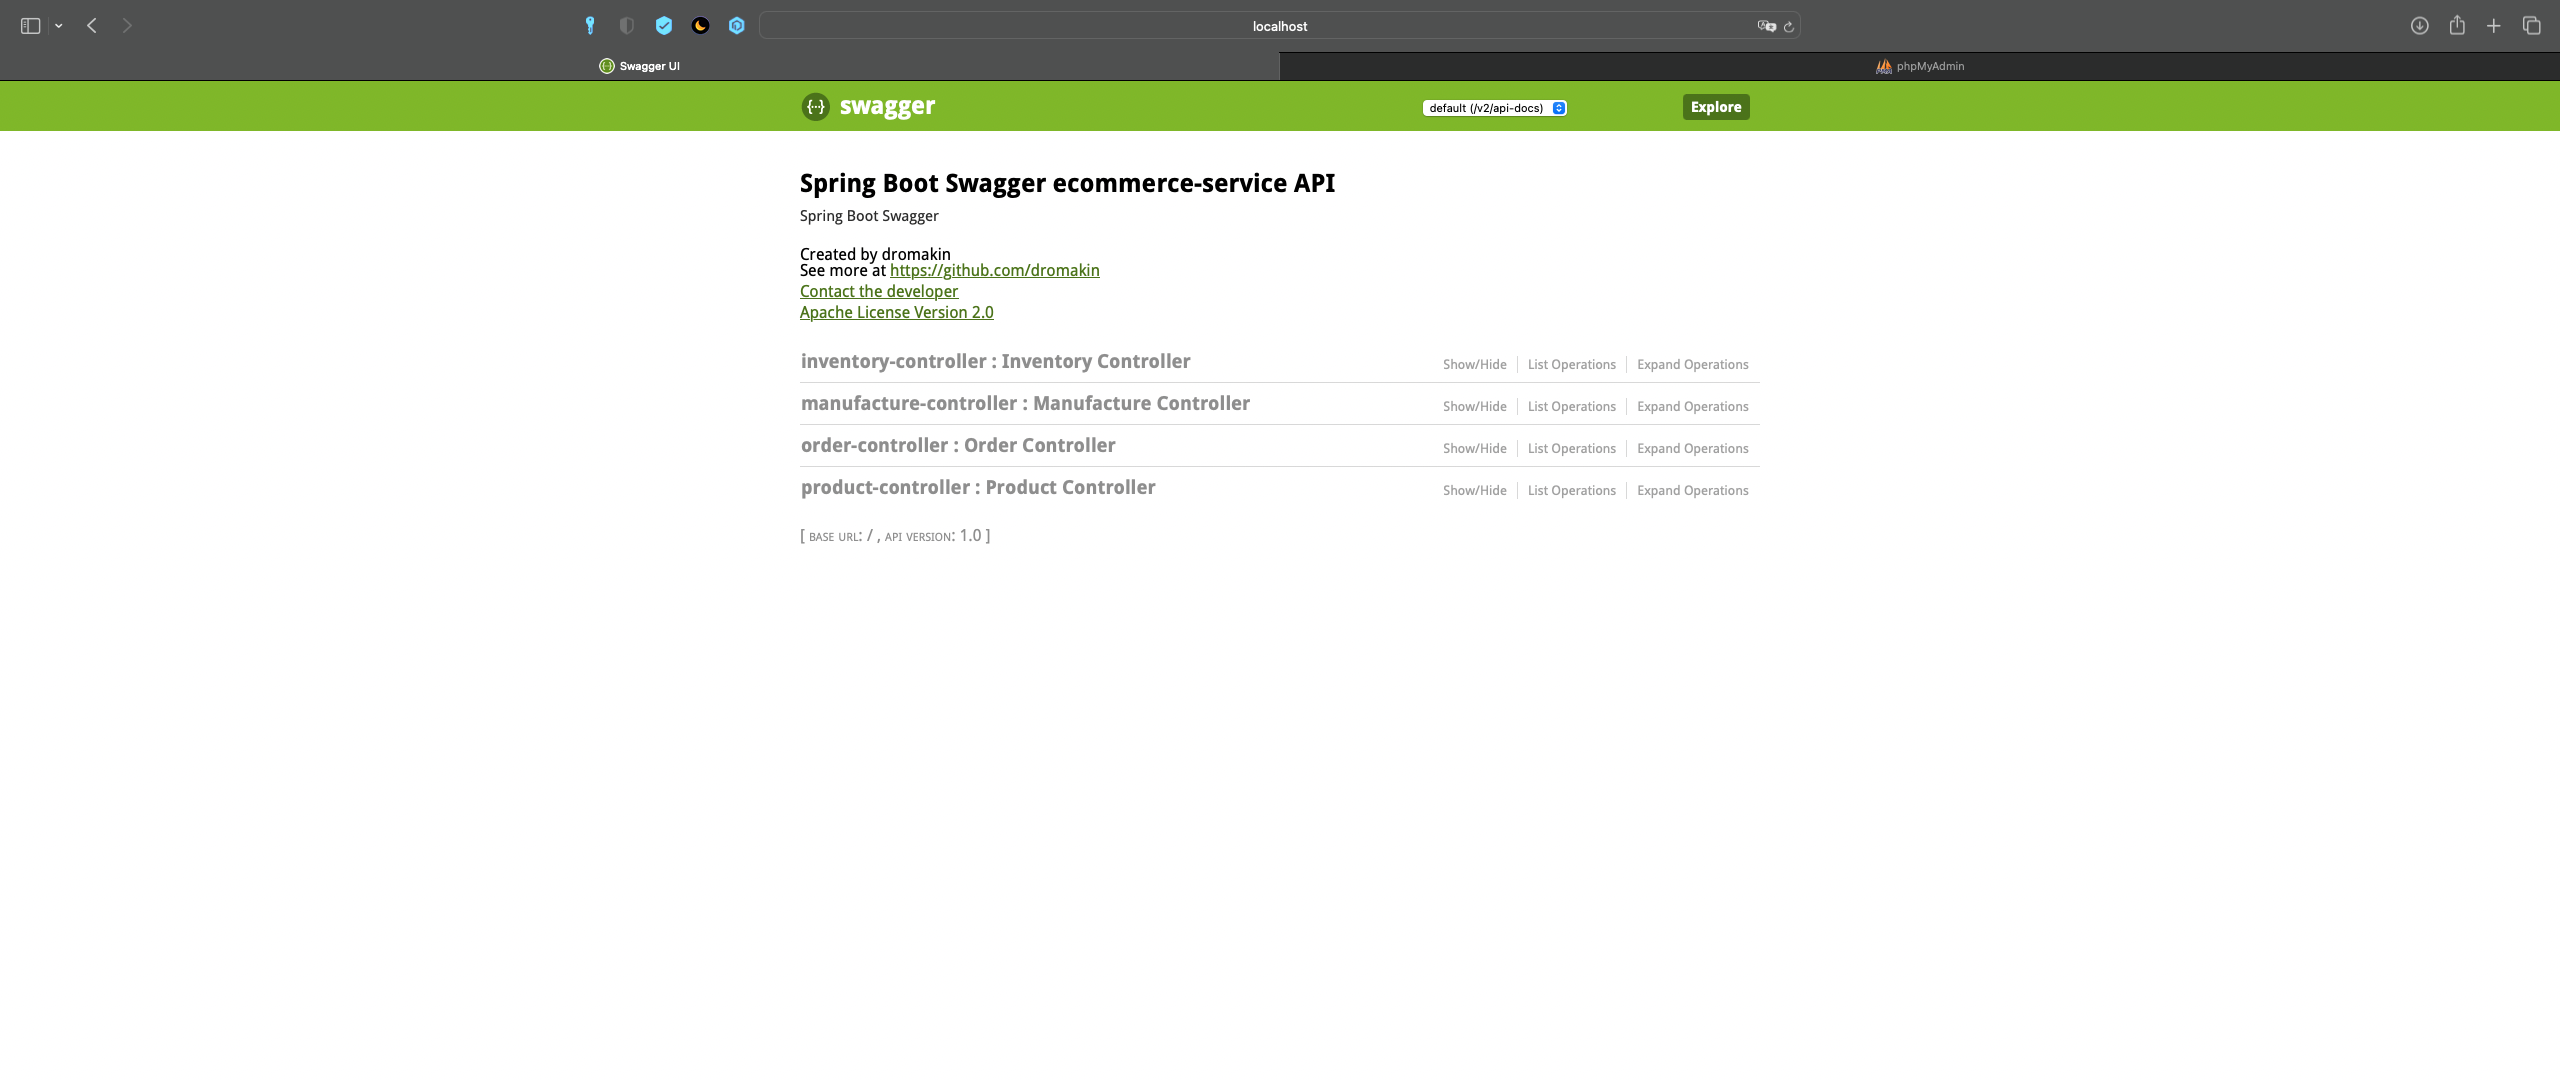 localhost
Swagger UI
phpMyAdmin
{···} swagger
default (/v2/api-docs)
Explore
Spring Boot Swagger ecommerce-service API
Spring Boot Swagger
Created by dromakin
See more at https://github.com/dromakin
Contact the developer
Apache License Version 2.0
inventory-controller : Inventory Controller Show/Hide List Operations Expand Operations
manufacture-controller : Manufacture Controller Show/Hide List Operations Expand Operations
order-controller : Order Controller Show/Hide List Operations Expand Operations
product-controller : Product Controller Show/Hide List Operations Expand Operations
[ BASE URL: / , API VERSION: 1.0 ]